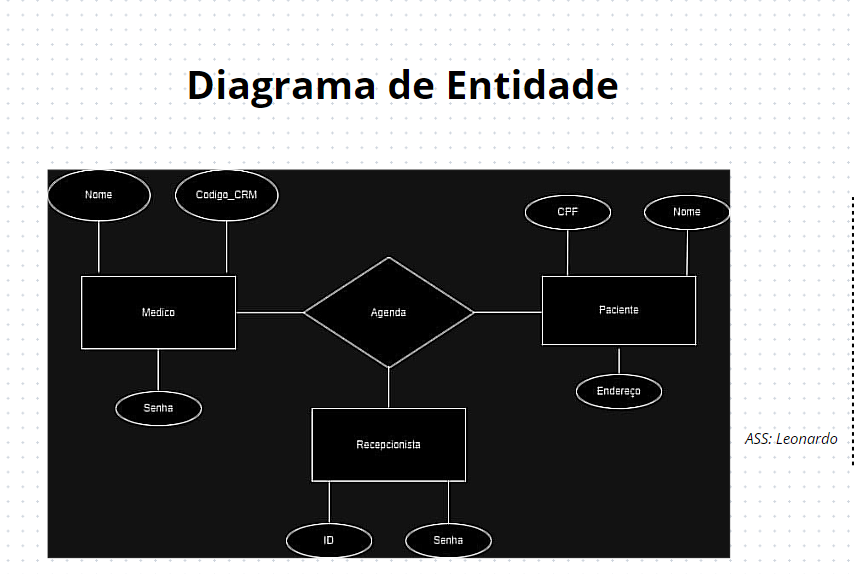 Diagrama de Entidade
Nome
Codigo_CRM
CPF
Nome
Medico
Agenda
Paciente
Senha
Endereço
Recepcionista
ASS: Leonardo
ID
Senha